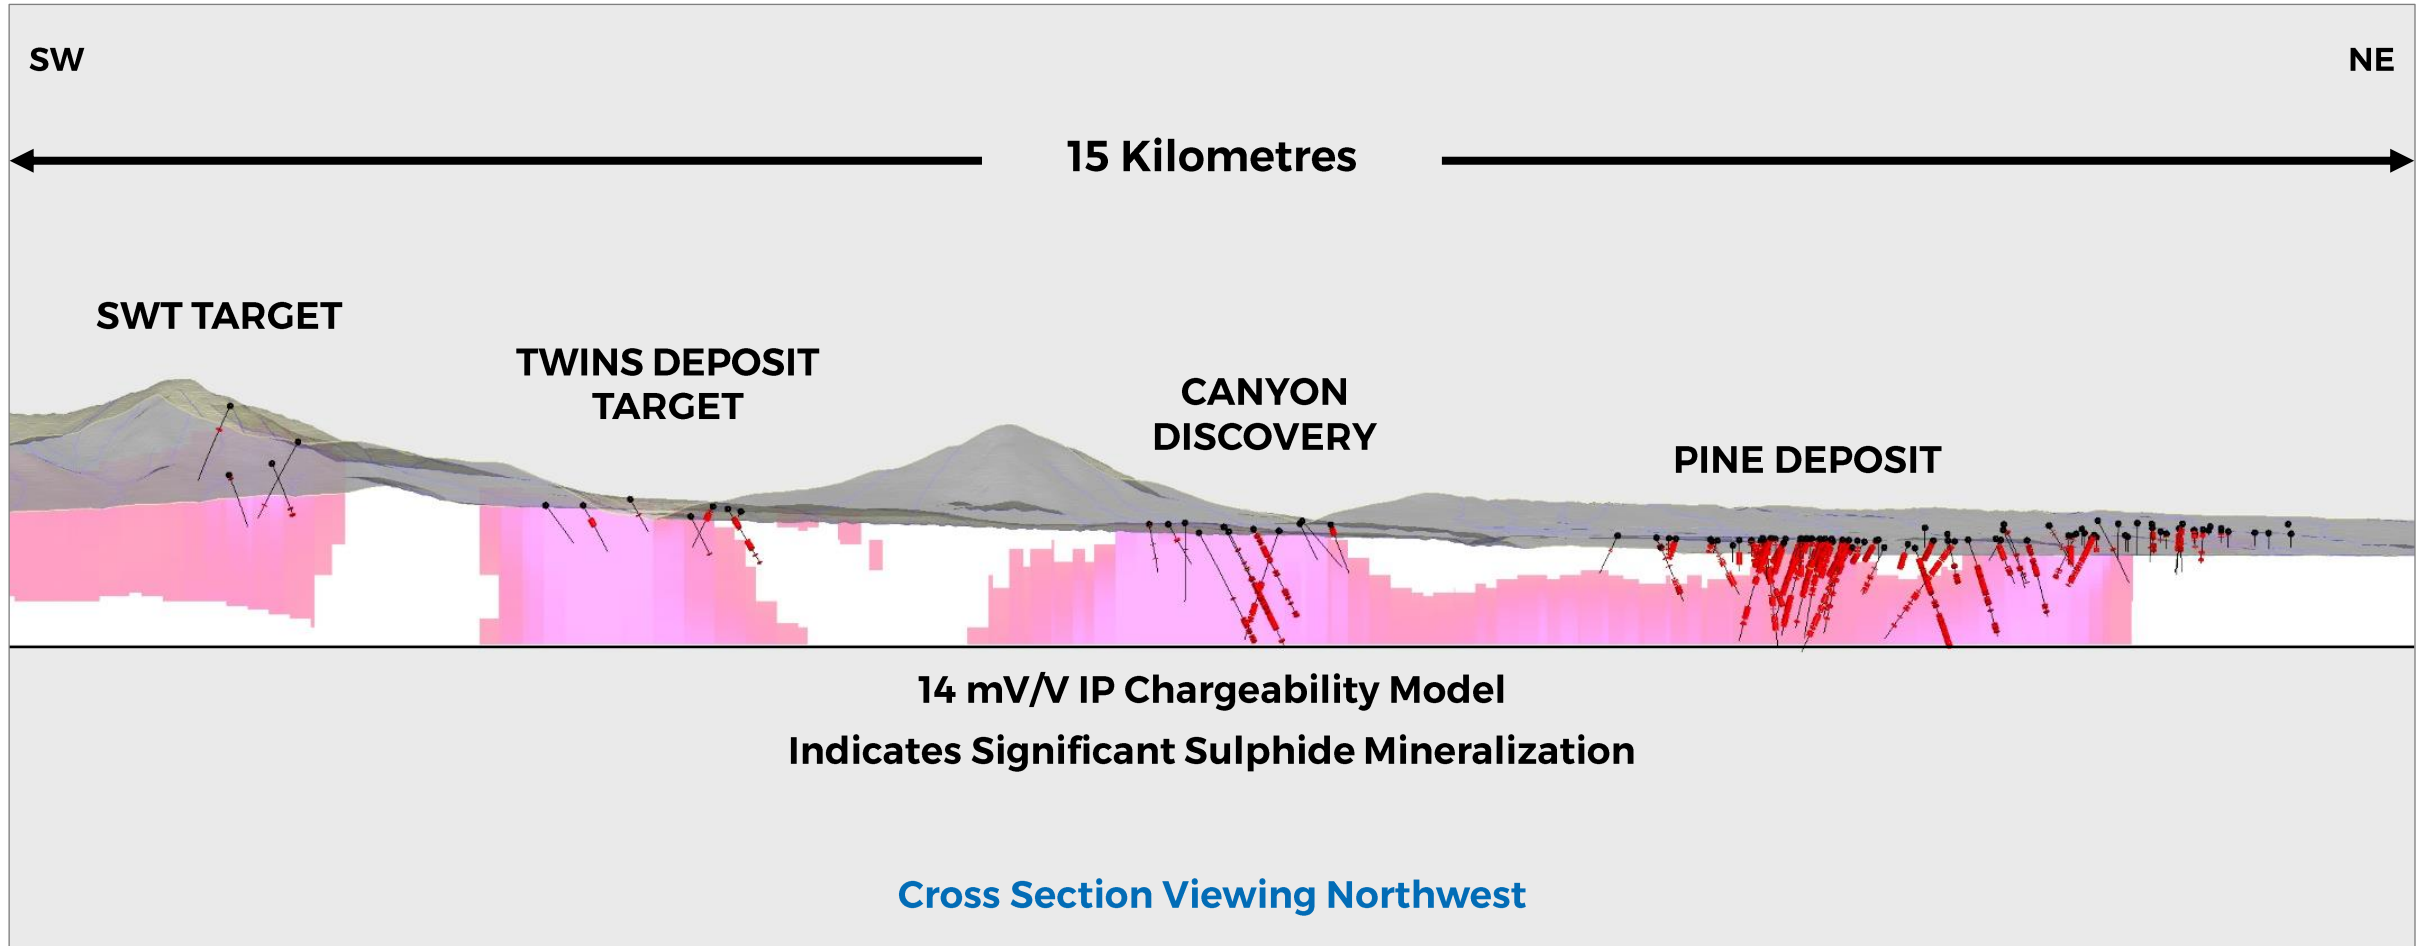 SW
NE
15 Kilometres
SWT TARGET
TWINS DEPOSIT
TARGET
CANYON
DISCOVERY
PINE DEPOSIT
14 mV/V IP Chargeability Model
Indicates Significant Sulphide Mineralization
Cross Section Viewing Northwest